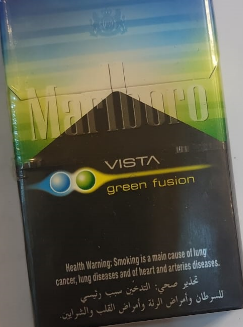 Marlboro
VISTA
green fusion
Health Warning: Smoking is a main cause of lung
cancer, lung diseases and of heart and arteries diseases.
تحذير صحي: التدخين سبب رئيسي
للسرطان وأمراض الرئة وأمراض القلب والشرايين.